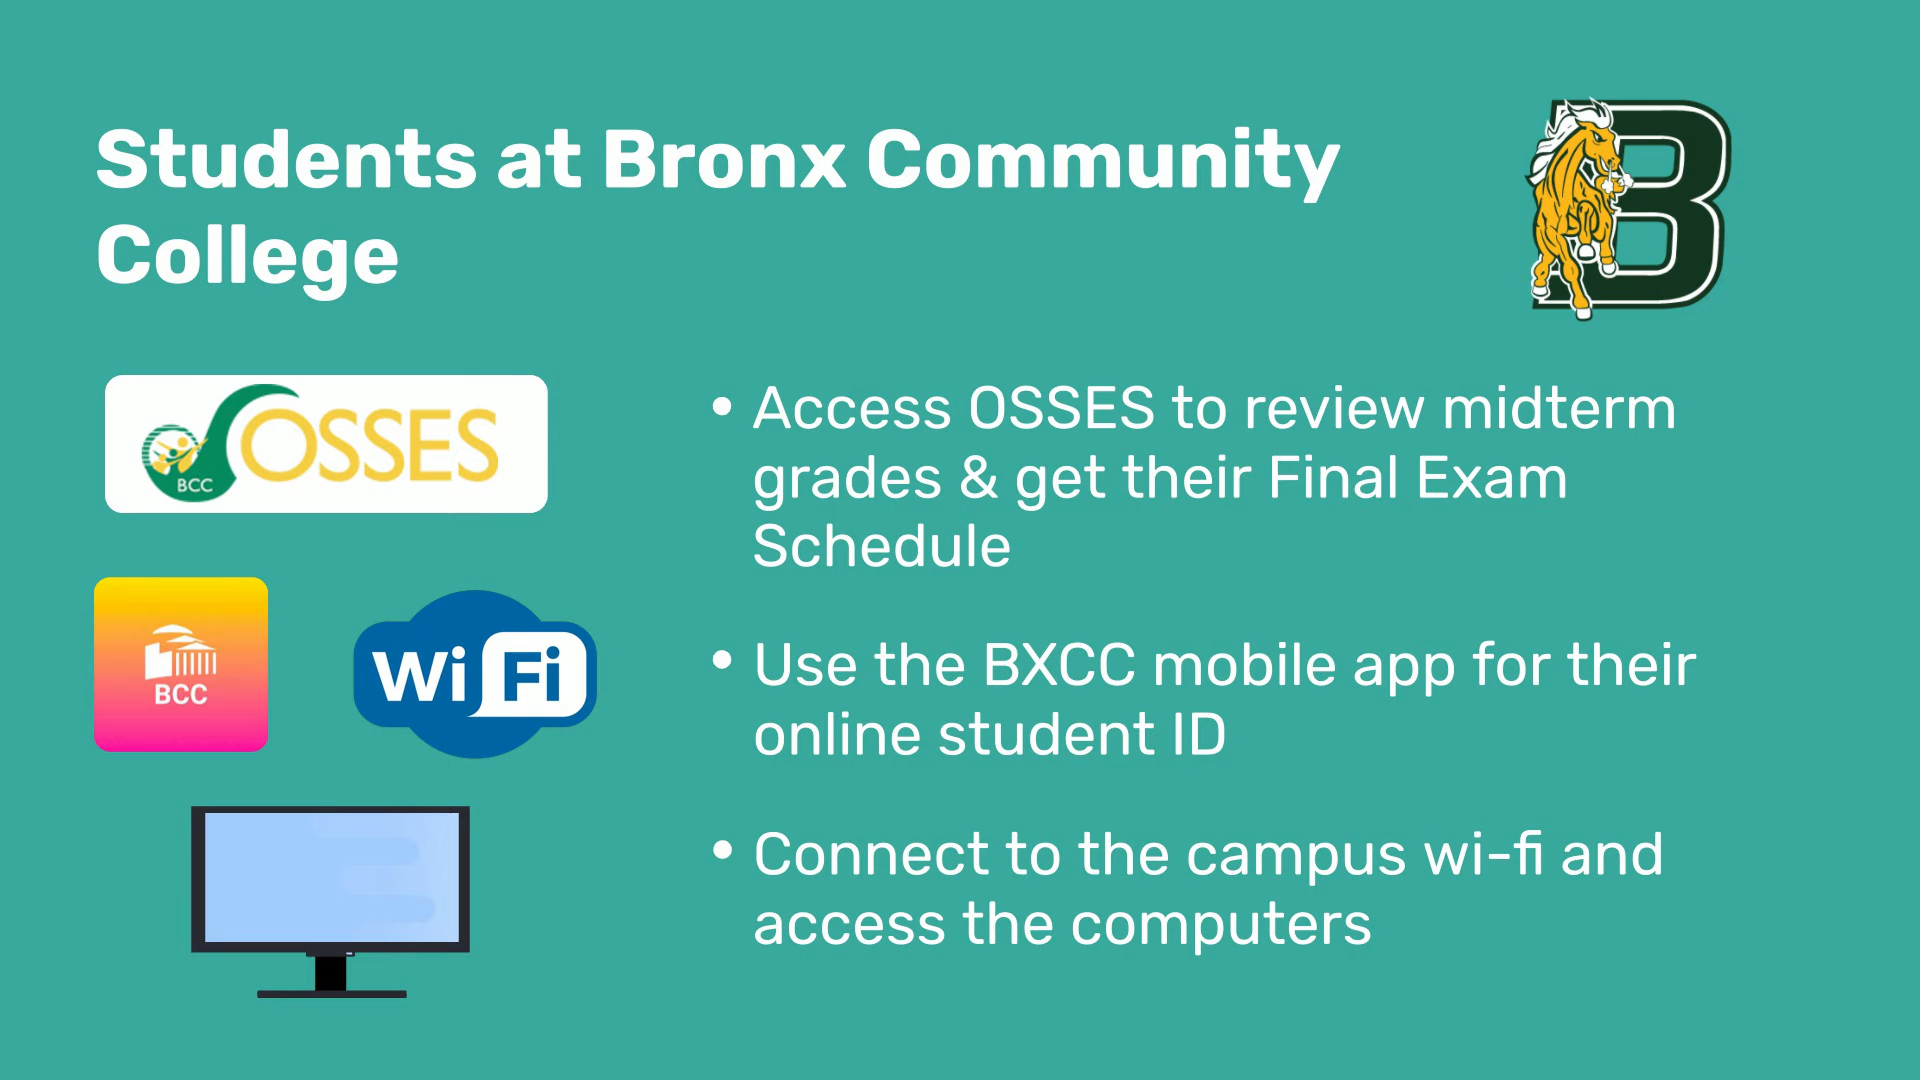 Students at Bronx Community
College
B
BCC
OSSES
• Access OSSES to review midterm
grades & get their Final Exam
Schedule
BCC
Wi Fi
• Use the BXCC mobile app for their
online student ID
• Connect to the campus wi-fi and
access the computers